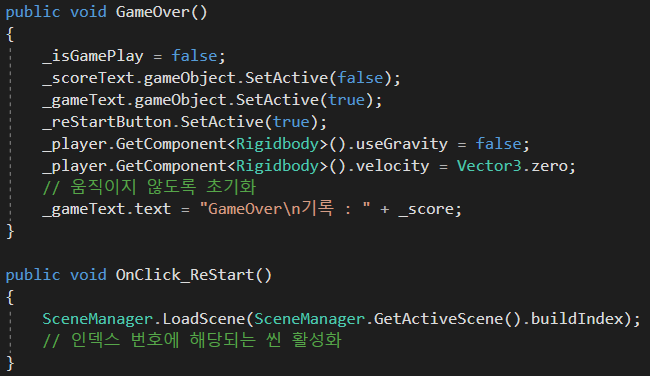 public void GameOver()
{
    _isGamePlay = false;
    _scoreText.gameObject.SetActive(false);
    _gameText.gameObject.SetActive(true);
    _reStartButton.SetActive(true);
    _player.GetComponent<Rigidbody>().useGravity = false;
    _player.GetComponent<Rigidbody>().velocity = Vector3.zero;
    // 움직이지 않도록 초기화
    _gameText.text = "GameOver\n기록 : " + _score;
}

public void OnClick_ReStart()
{
    SceneManager.LoadScene(SceneManager.GetActiveScene().buildIndex);
    // 인덱스 번호에 해당되는 씬 활성화
}